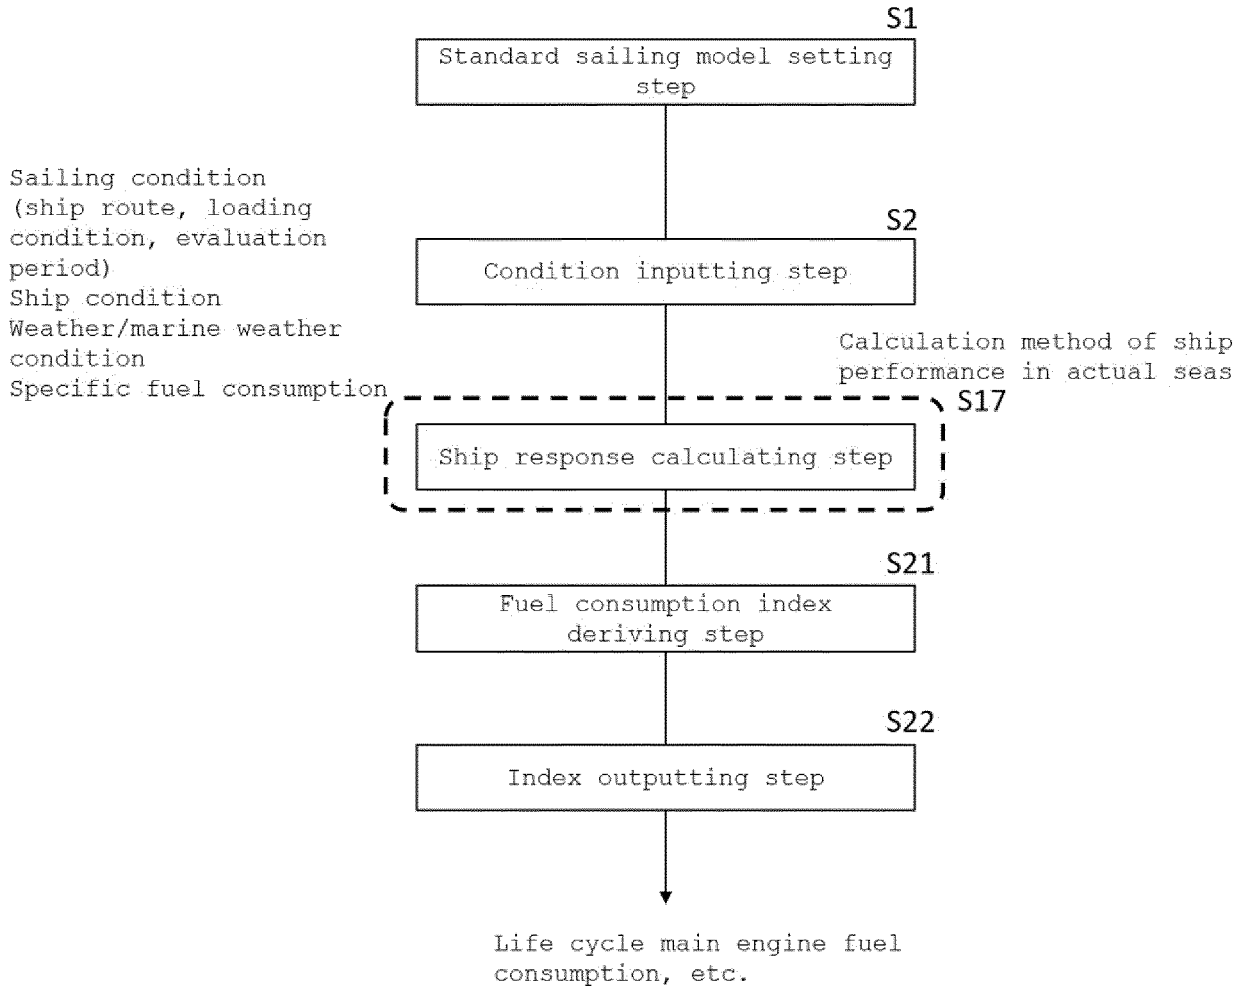 S1
Standard sailing model setting
step
Sailing condition
(ship route, loading
condition, evaluation
period)
Ship condition
Weather/marine weather
condition
Specific fuel consumption
S2
Condition inputting step
Calculation method of ship
performance in actual seas
S17
Ship response calculating step
S21
Fuel consumption index
deriving step
S22
Index outputting step
Life cycle main engine fuel
consumption, etc.